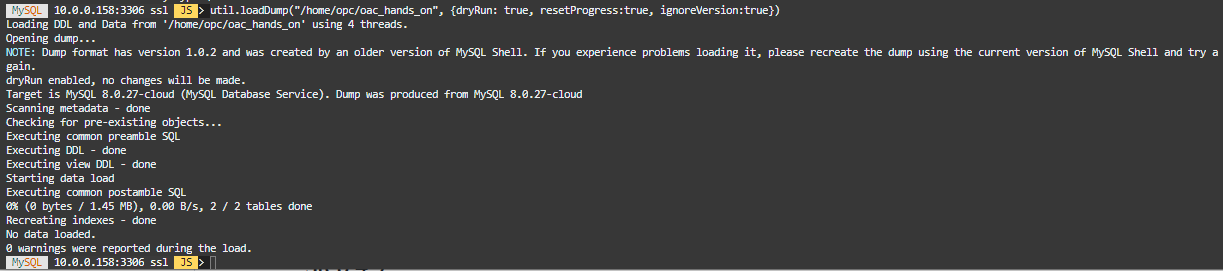 MySQL 10.0.0.158:3306 ssl JS > util.loadDump("/home/opc/oac_hands_on", {dryRun: true, resetProgress:true, ignoreVersion:true})
Loading DDL and Data from '/home/opc/oac_hands_on' using 4 threads.
Opening dump...
NOTE: Dump format has version 1.0.2 and was created by an older version of MySQL Shell. If you experience problems loading it, please recreate the dump using the current version of MySQL Shell and try a
gain.
dryRun enabled, no changes will be made.
Target is MySQL 8.0.27-cloud (MySQL Database Service). Dump was produced from MySQL 8.0.27-cloud
Scanning metadata - done
Checking for pre-existing objects...
Executing common preamble SQL
Executing DDL - done
Executing view DDL - done
Starting data load
Executing common postamble SQL
0% (0 bytes / 1.45 MB), 0.00 B/s, 2 / 2 tables done
Recreating indexes - done
No data loaded.
0 warnings were reported during the load.
MySQL 10.0.0.158:3306 ssl JS >